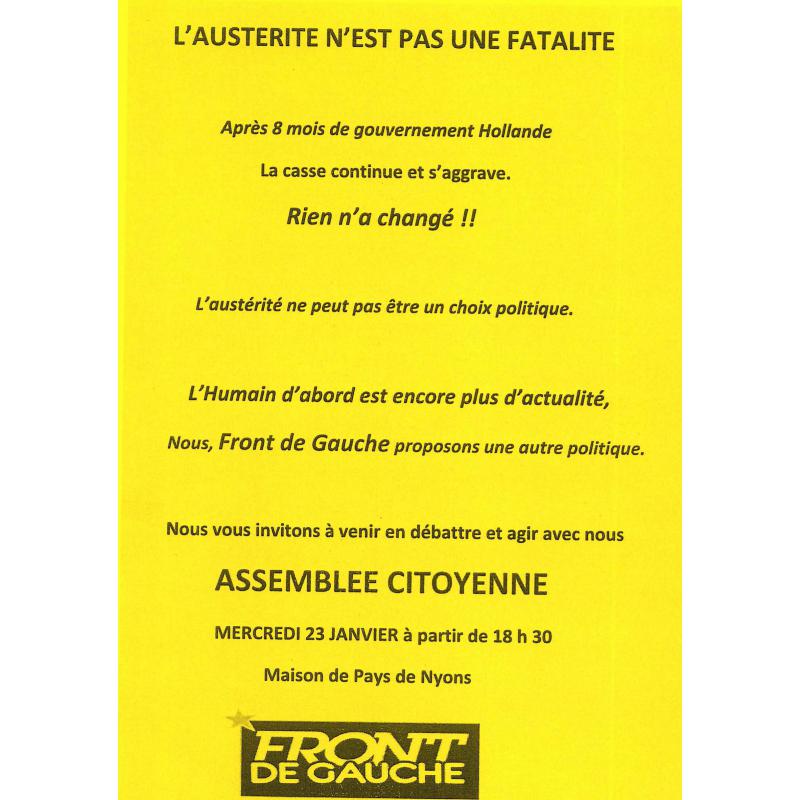 L'AUSTERITE N'EST PAS UNE FATALITE
Après 8 mois de gouvernement Hollande
La casse continue et s'aggrave.
Rien n'a changé !!
L'austérité ne peut pas être un choix politique.
L'Humain d'abord est encore plus d'actualité,
Nous, Front de Gauche proposons une autre politique.
Nous vous invitons à venir en débattre et agir avec nous
ASSEMBLEE CITOYENNE
MERCREDI 23 JANVIER à partir de 18 h 30
Maison de Pays de Nyons
FRONT
DE GAUCHE